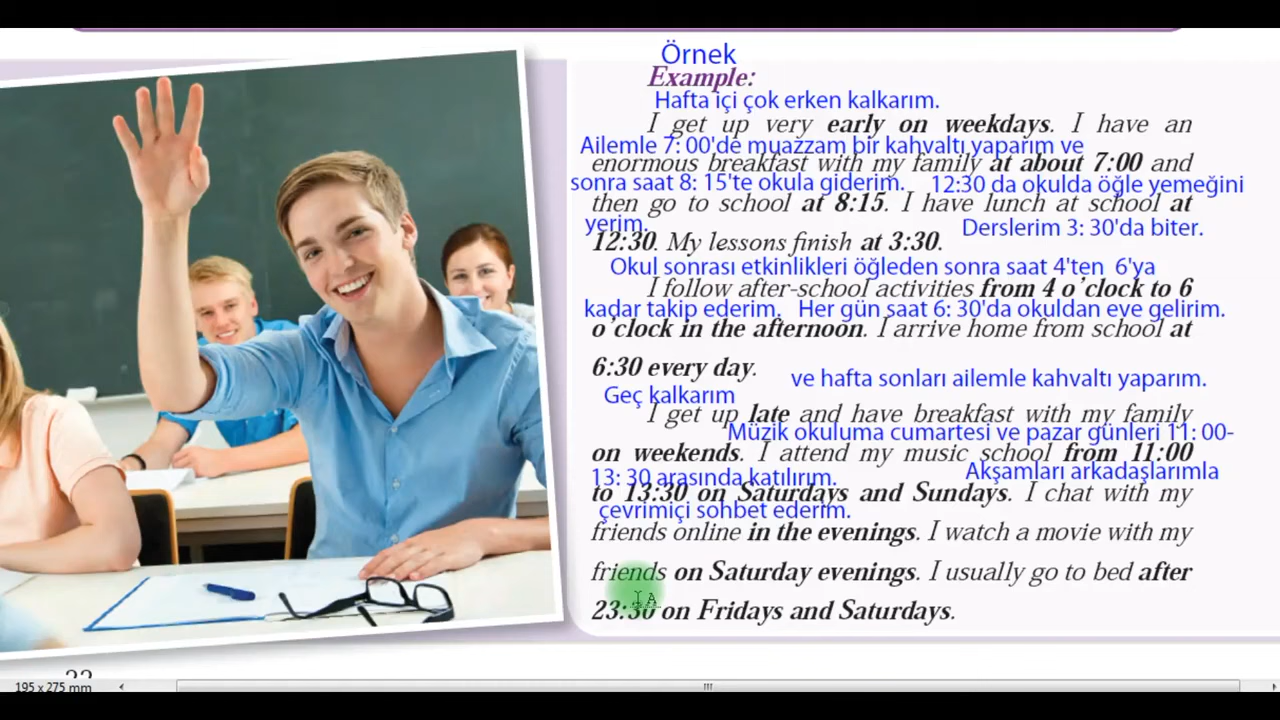 Örnek
Example:
Hafta içi çok erken kalkarım.
I get up very early on weekdays. I have an
Ailemle 7: 00'de muazzam bir kahvaltı yaparım ve
enormous breakfast with my family at about 7:00 and
sonra saat 8: 15'te okula giderim. 12:30 da okulda öğle yemeğini
then go to school at 8:15. I have lunch at school at
yerim. Derslerim 3: 30'da biter.
12:30. My lessons finish at 3:30.
Okul sonrası etkinlikleri öğleden sonra saat 4'ten 6'ya
I follow after-school activities from 4 o'clock to 6
kadar takip ederim. Her gün saat 6: 30'da okuldan eve gelirim.
o'clock in the afternoon. I arrive home from school at
6:30 every day.
ve hafta sonları ailemle kahvaltı yaparım.
Geç kalkarım
I get up late and have breakfast with my family
Müzik okuluma cumartesi ve pazar günleri 11: 00-
on weekends. I attend my music school from 11:00
13: 30 arasında katılırım. Akşamları arkadaşlarımla
to 13:30 on Saturdays and Sundays. I chat with my
çevrimiçi sohbet ederim.
friends online in the evenings. I watch a movie with my
friends on Saturday evenings. I usually go to bed after
23:30 on Fridays and Saturdays.
195 x 275 mm